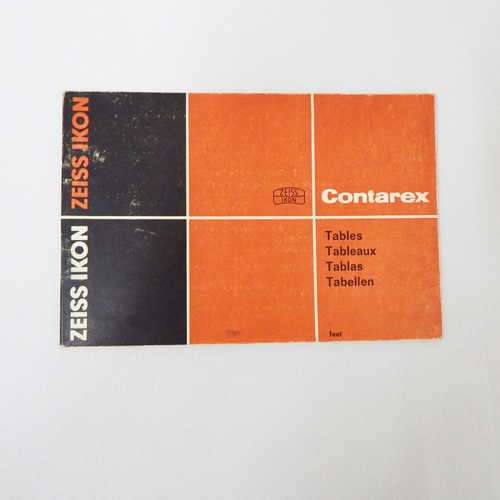 ZEISS IKON
ZEISS IKON
ZEISS
IKON
Contarex
Tables
Tableaux
Tablas
Tabellen
feet